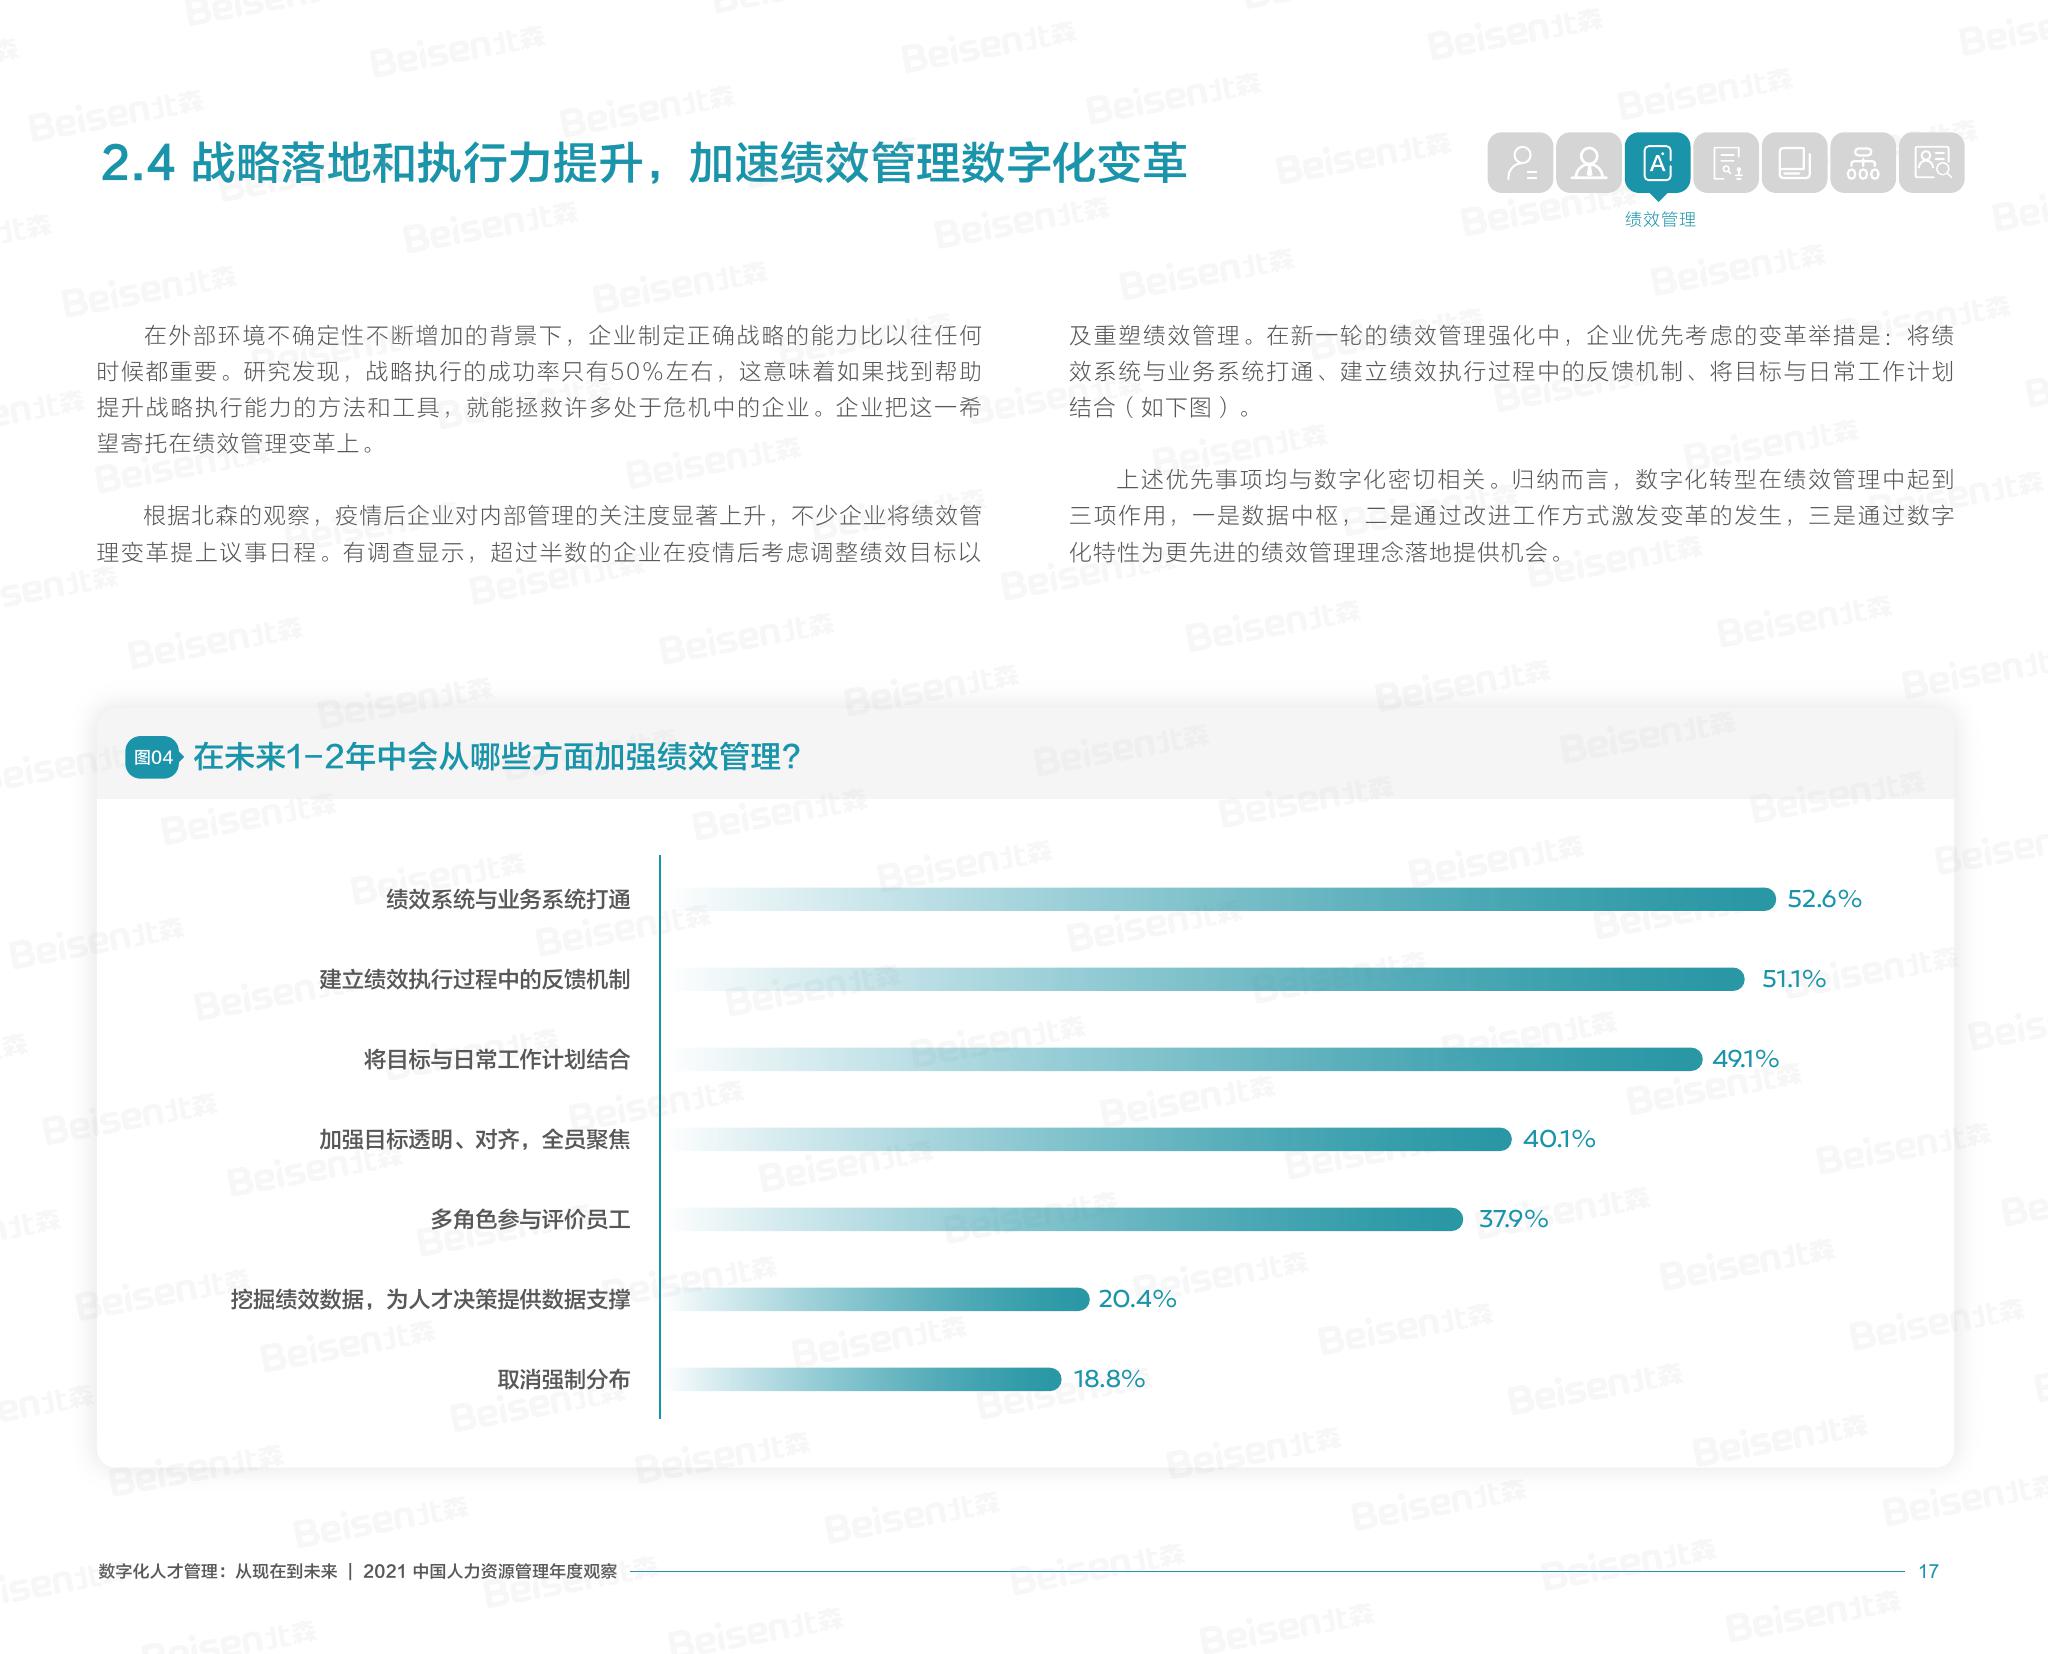 2.4 战略落地和执行力提升，加速绩效管理数字化变革
绩效管理
在外部环境不确定性不断增加的背景下，企业制定正确战略的能力比以往任何
时候都重要。研究发现，战略执行的成功率只有50%左右，这意味着如果找到帮助
提升战略执行能力的方法和工具，就能拯救许多处于危机中的企业。企业把这一希
望寄托在绩效管理变革上。
根据北森的观察，疫情后企业对内部管理的关注度显著上升，不少企业将绩效管
理变革提上议事日程。有调查显示，超过半数的企业在疫情后考虑调整绩效目标以
及重塑绩效管理。在新一轮的绩效管理强化中，企业优先考虑的变革举措是：将绩
效系统与业务系统打通、建立绩效执行过程中的反馈机制、将目标与日常工作计划
结合（如下图）。
上述优先事项均与数字化密切相关。归纳而言，数字化转型在绩效管理中起到
三项作用，一是数据中枢，二是通过改进工作方式激发变革的发生，三是通过数字
化特性为更先进的绩效管理理念落地提供机会。
图04 在未来1-2年中会从哪些方面加强绩效管理？
绩效系统与业务系统打通 52.6%
建立绩效执行过程中的反馈机制 51.1%
将目标与日常工作计划结合 49.1%
加强目标透明、对齐，全员聚焦 40.1%
多角色参与评价员工 37.9%
挖掘绩效数据，为人才决策提供数据支撑 20.4%
取消强制分布 18.8%
数字化人才管理：从现在到未来 | 2021 中国人力资源管理年度观察 17
Beisen北森